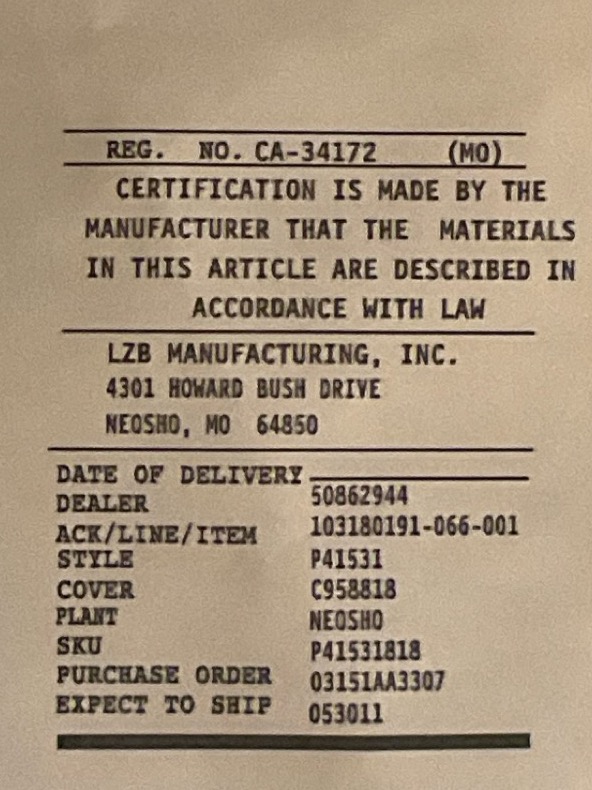 REG. NO. CA-34172 (MO)
CERTIFICATION IS MADE BY THE
MANUFACTURER THAT THE MATERIALS
IN THIS ARTICLE ARE DESCRIBED IN
ACCORDANCE WITH LAW
LZB MANUFACTURING, INC.
4301 HOWARD BUSH DRIVE
NEOSHO, MO 64850
DATE OF DELIVERY
DEALER 50862944
ACK/LINE/ITEM 103180191-066-001
STYLE P41531
COVER C958818
PLANT NEOSHO
SKU P41531818
PURCHASE ORDER 03151AA3307
EXPECT TO SHIP 053011